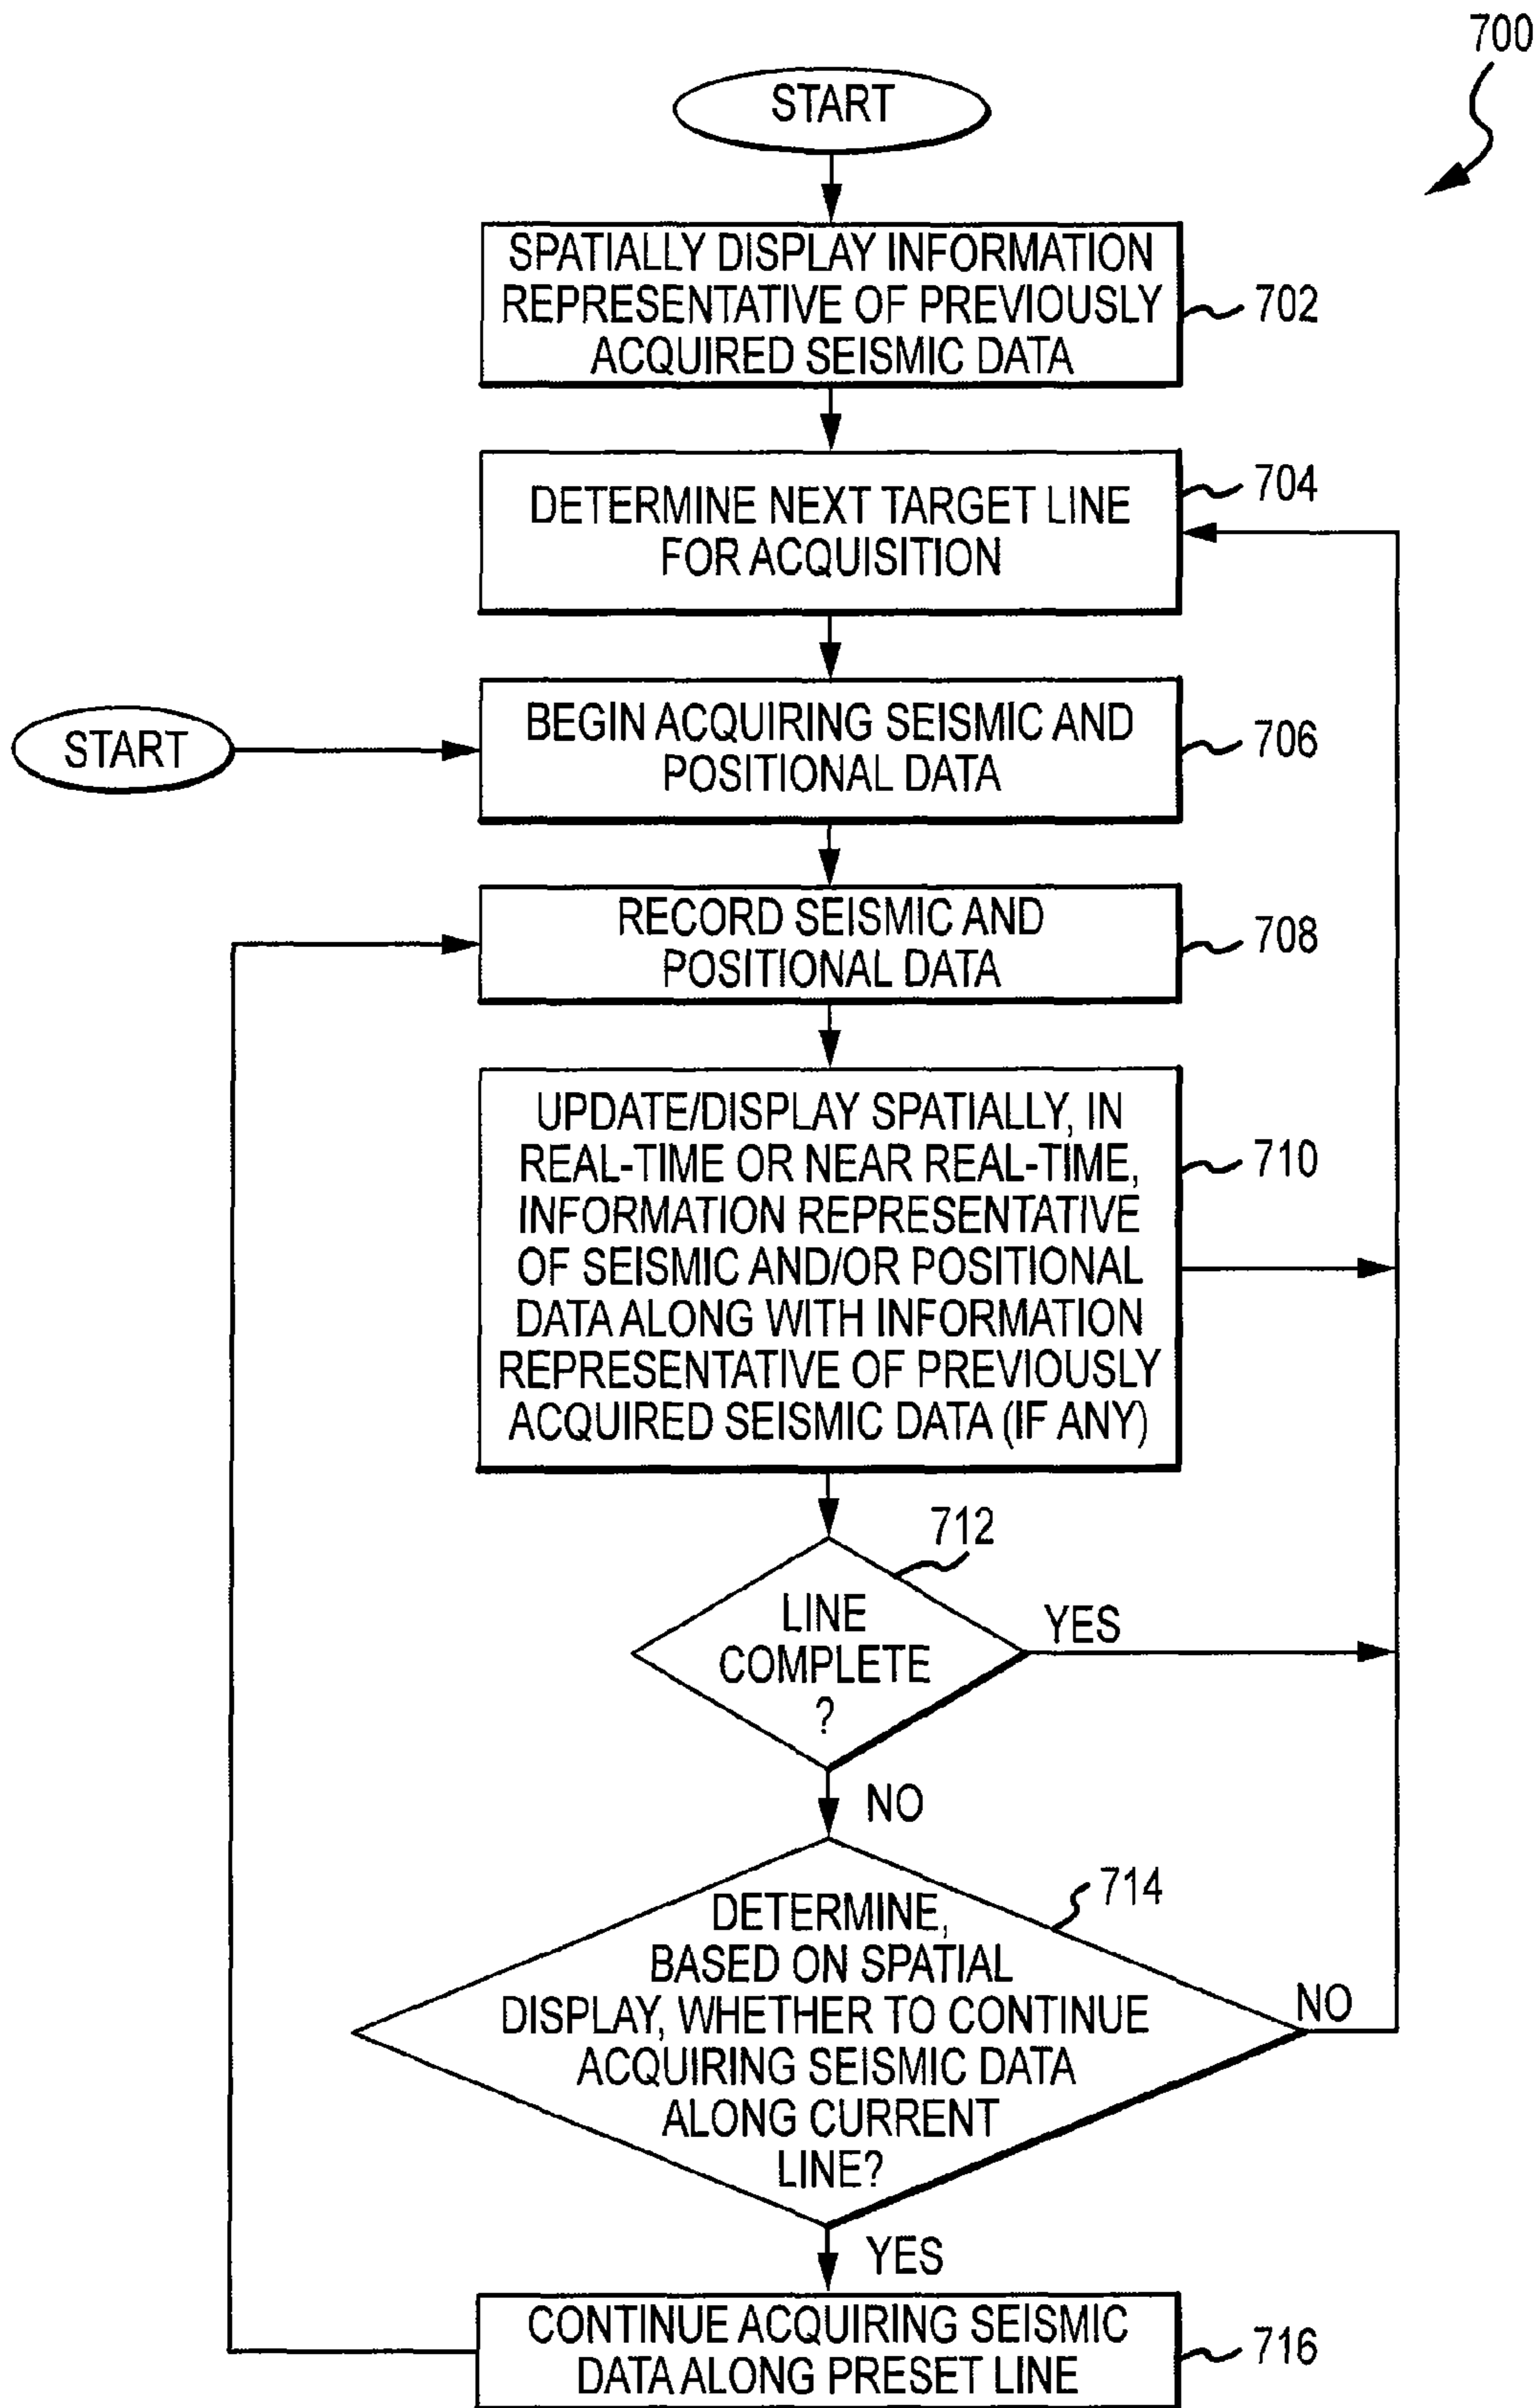 700
START
SPATIALLY DISPLAY INFORMATION
REPRESENTATIVE OF PREVIOUSLY
ACQUIRED SEISMIC DATA
702
DETERMINE NEXT TARGET LINE
FOR ACQUISITION
704
START
BEGIN ACQUIRING SEISMIC AND
POSITIONAL DATA
706
RECORD SEISMIC AND
POSITIONAL DATA
708
UPDATE/DISPLAY SPATIALLY, IN
REAL-TIME OR NEAR REAL-TIME,
INFORMATION REPRESENTATIVE
OF SEISMIC AND/OR POSITIONAL
DATA ALONG WITH INFORMATION
REPRESENTATIVE OF PREVIOUSLY
ACQUIRED SEISMIC DATA (IF ANY)
710
712
LINE
COMPLETE
?
YES
NO
714
DETERMINE,
BASED ON SPATIAL
DISPLAY, WHETHER TO CONTINUE
ACQUIRING SEISMIC DATA
ALONG CURRENT
LINE?
NO
YES
CONTINUE ACQUIRING SEISMIC
DATA ALONG PRESET LINE
716